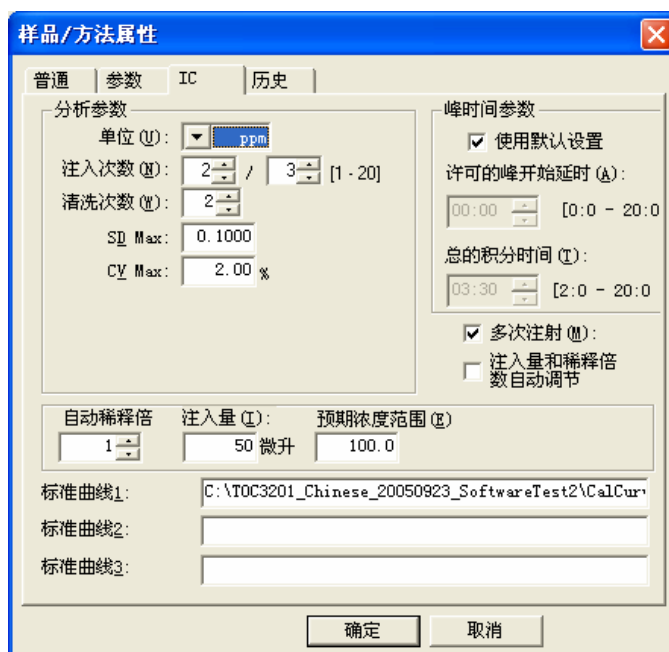 样品/方法属性
普通 参数 IC 历史
分析参数
单位(U): ppm
注入次数(N): 2 / 3 [1 - 20]
清洗次数(W): 2
SD Max: 0.1000
CV Max: 2.00 %
峰时间参数
使用默认设置
许可的峰开始延时(A):
00:00 [0:0 - 20:0
总的积分时间(T):
03:30 [2:0 - 20:0
多次注射(M):
注入量和稀释倍
数自动调节
自动稀释倍 注入量(I): 预期浓度范围(E)
1 50 微升 100.0
标准曲线1: C:\TOC3201_Chinese_20050923_SoftwareTest2\CalCurv
标准曲线2:
标准曲线3:
确定 取消